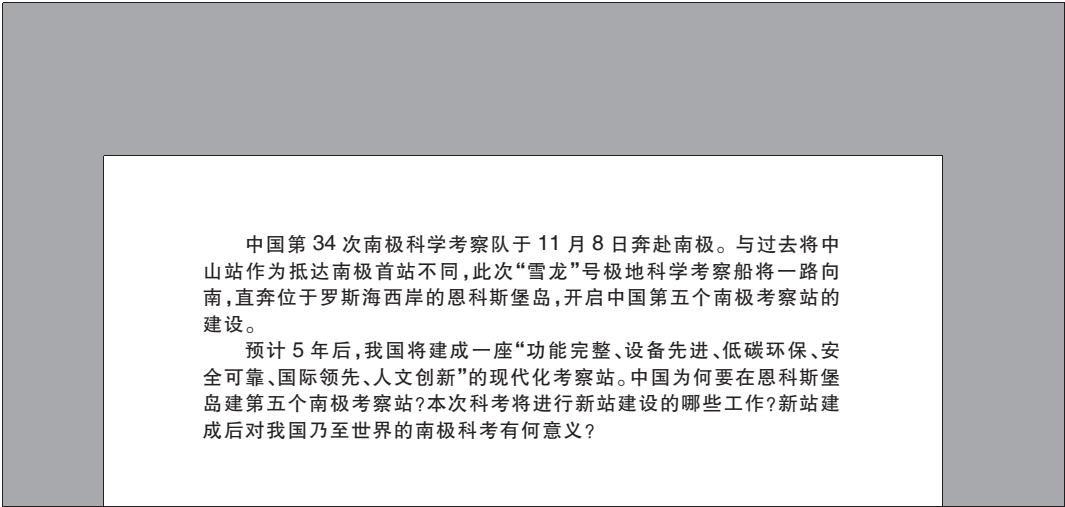 中国第 34 次南极科学考察队于 11 月 8 日奔赴南极。与过去将中
山站作为抵达南极首站不同,此次“雪龙”号极地科学考察船将一路向
南,直奔位于罗斯海西岸的恩科斯堡岛,开启中国第五个南极考察站的
建设。
预计 5 年后,我国将建成一座“功能完整、设备先进、低碳环保、安
全可靠、国际领先、人文创新”的现代化考察站。中国为何要在恩科斯堡
岛建第五个南极考察站?本次科考将进行新站建设的哪些工作?新站建
成后对我国乃至世界的南极科考有何意义?